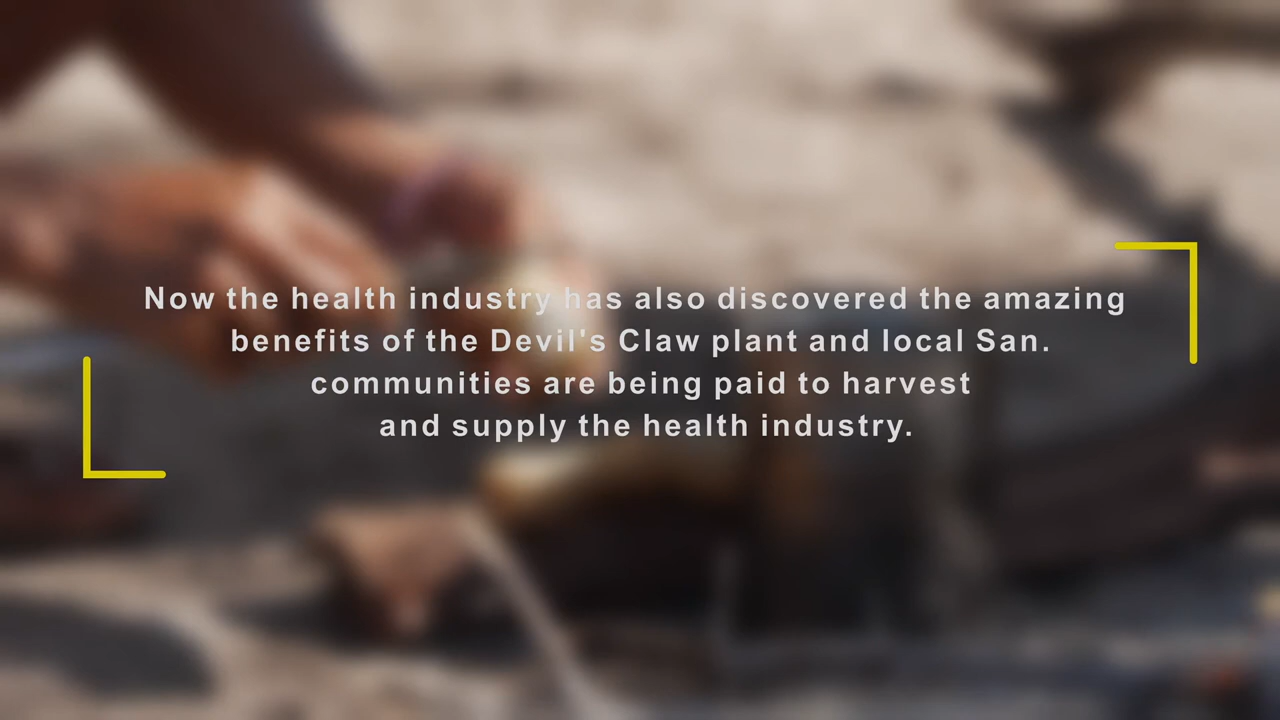 Now the health industry has also discovered the amazing
benefits of the Devil's Claw plant and local San.
communities are being paid to harvest
and supply the health industry.